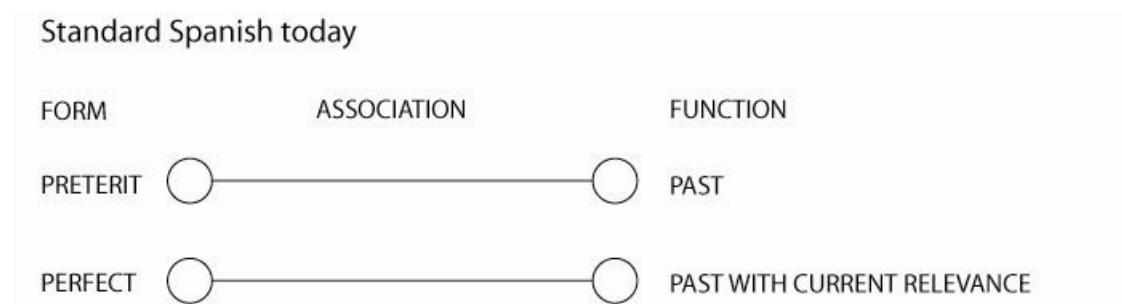 Standard Spanish today
FORM ASSOCIATION FUNCTION
PRETERIT PAST
PERFECT PAST WITH CURRENT RELEVANCE